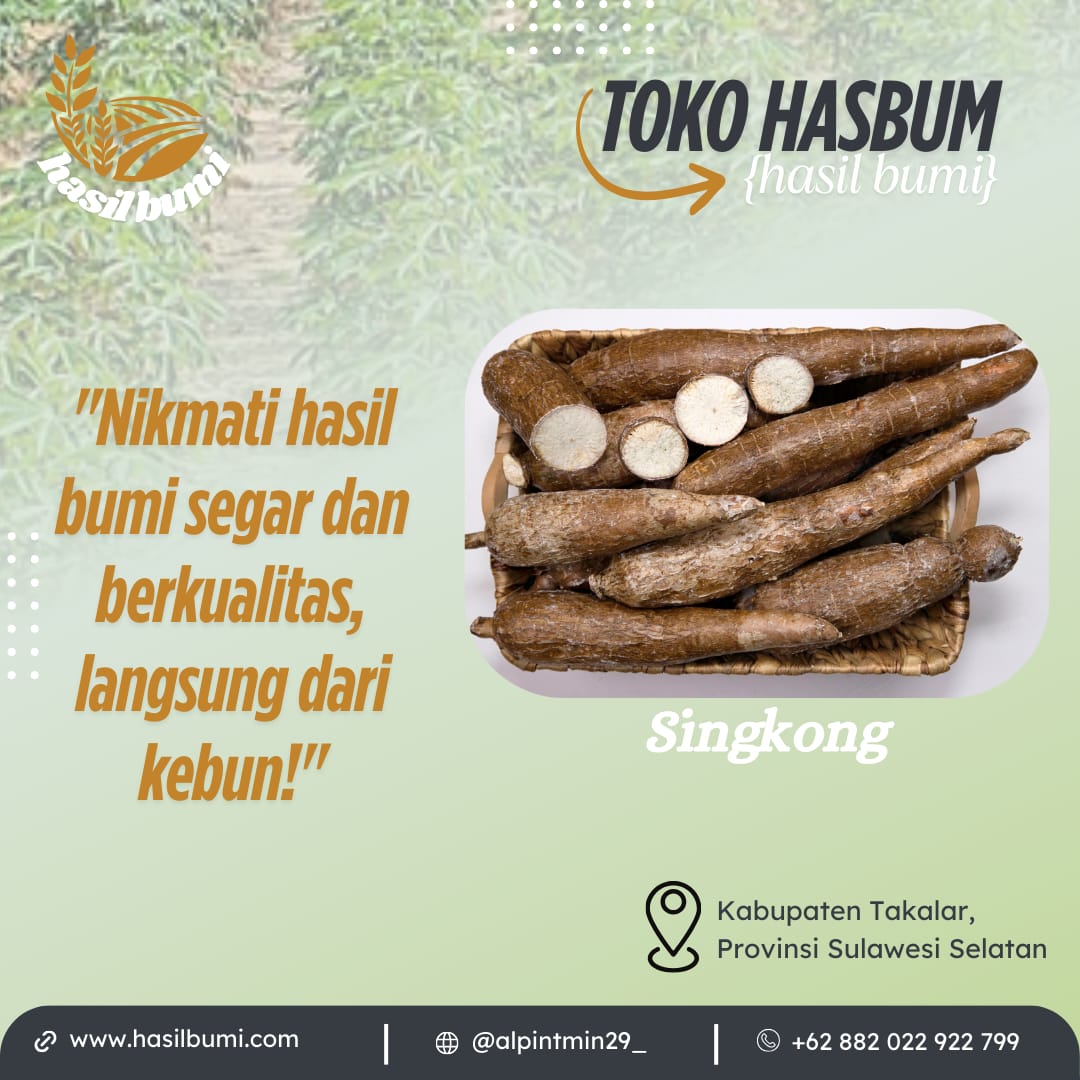 hasil bumi
TOKO HASBUM
{hasil bumi}
"Nikmati hasil
bumi segar dan
berkualitas,
langsung dari
kebun!"
Singkong
Kabupaten Takalar,
Provinsi Sulawesi Selatan
www.hasilbumi.com
@alpintmin29_
+62 882 022 922 799